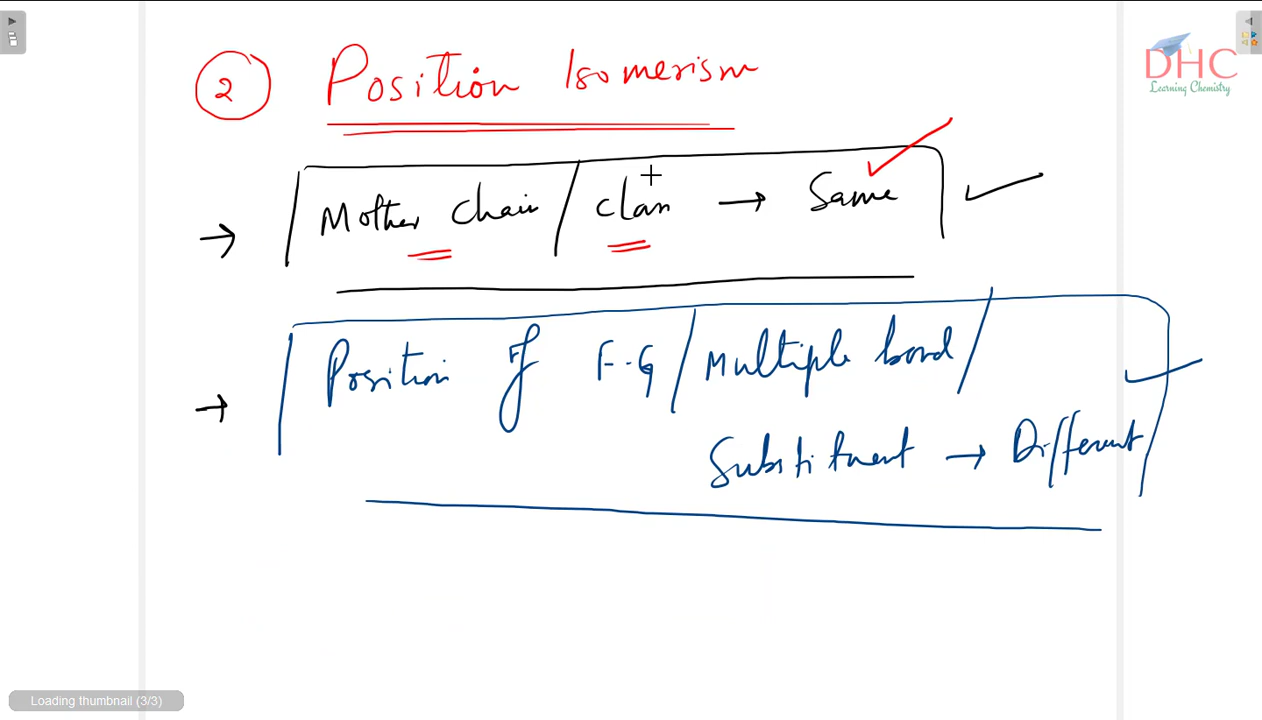 DHC
Learning Chemistry
2 Position Isomerism
→ Mother chain / clan → Same
→ Position of F-G / Multiple bond /
Substituent → Different
Loading thumbnail (3/3)